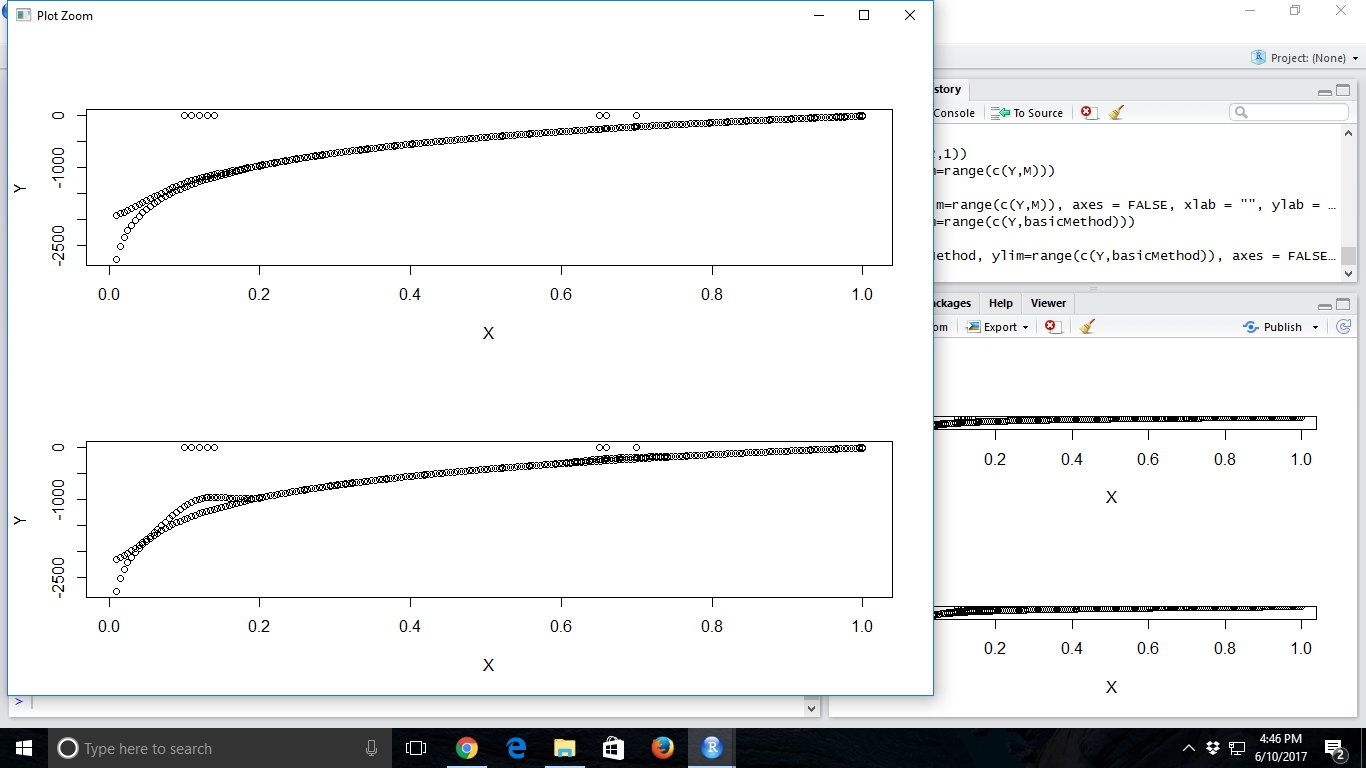 Plot Zoom
Project: (None)
0
-1000
-2500
Y
0.0 0.2 0.4 0.6 0.8 1.0
X
0
-1000
-2500
Y
0.0 0.2 0.4 0.6 0.8 1.0
X
story
Console To Source
,1))
=range(c(Y,M)))
m=range(c(Y,M)), axes = FALSE, xlab = "", ylab = …
=range(c(Y,basicMethod)))
ethod, ylim=range(c(Y,basicMethod)), axes = FALSE…
ckages Help Viewer
om Export Publish
0.2 0.4 0.6 0.8 1.0
X
0.2 0.4 0.6 0.8 1.0
X
>
Type here to search
R
4:46 PM
6/10/2017
2